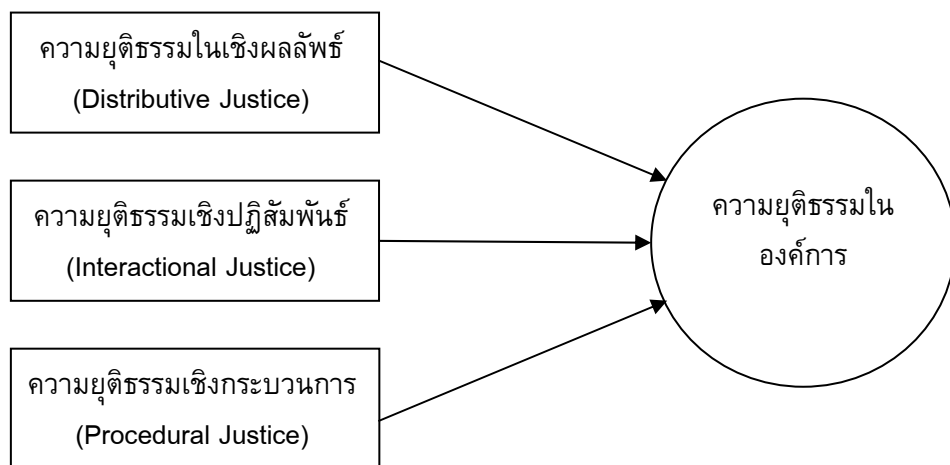 ความยุติธรรมในเชิงผลลัพธ์
(Distributive Justice)
ความยุติธรรมเชิงปฏิสัมพันธ์
(Interactional Justice)
ความยุติธรรมเชิงกระบวนการ
(Procedural Justice)
ความยุติธรรมใน
องค์การ